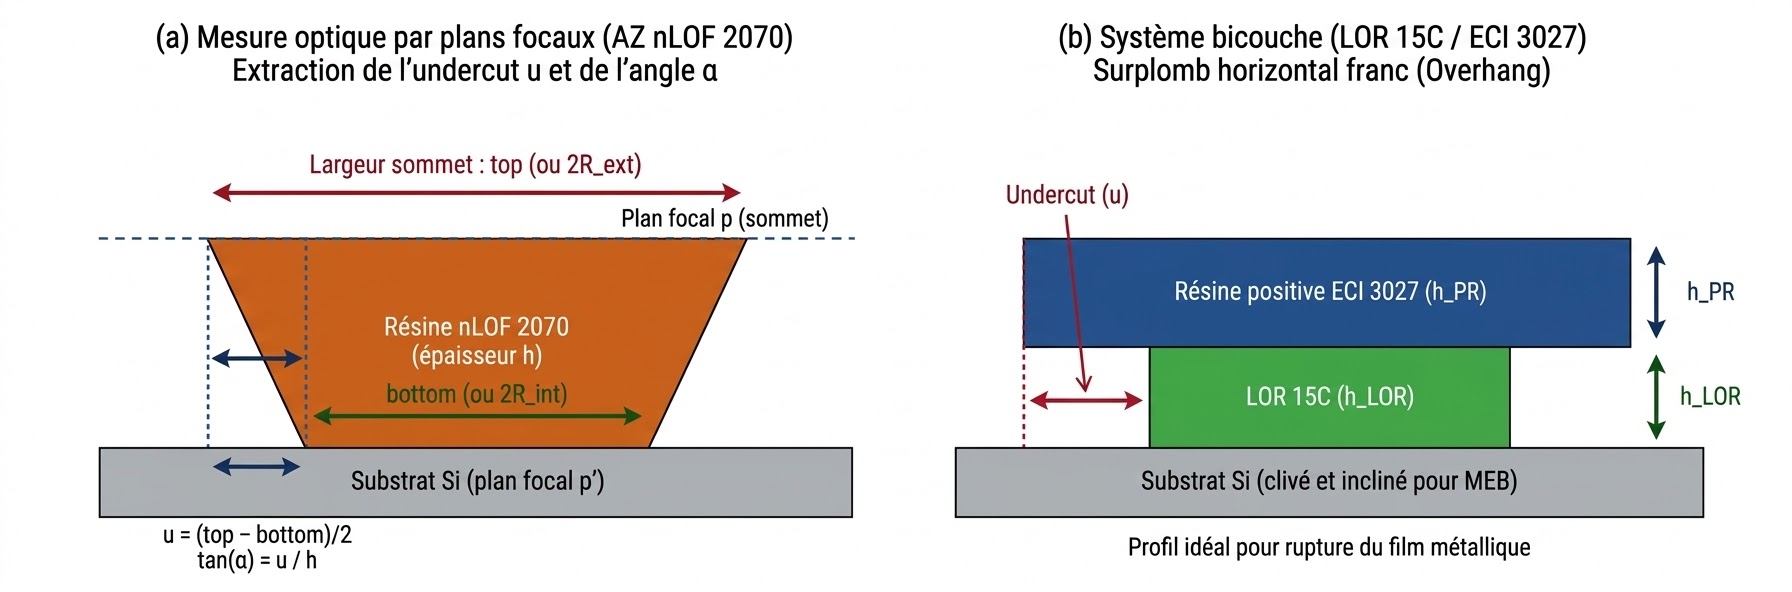 (a) Mesure optique par plans focaux (AZ nLOF 2070)
Extraction de l’undercut u et de l’angle α
Largeur sommet : top (ou 2R_ext)
Plan focal p (sommet)
Résine nLOF 2070
(épaisseur h)
bottom (ou 2R_int)
Substrat Si (plan focal p’)
u = (top − bottom)/2
tan(α) = u / h
(b) Système bicouche (LOR 15C / ECI 3027)
Surplomb horizontal franc (Overhang)
Undercut (u)
Résine positive ECI 3027 (h_PR)
h_PR
LOR 15C (h_LOR)
h_LOR
Substrat Si (clivé et incliné pour MEB)
Profil idéal pour rupture du film métallique